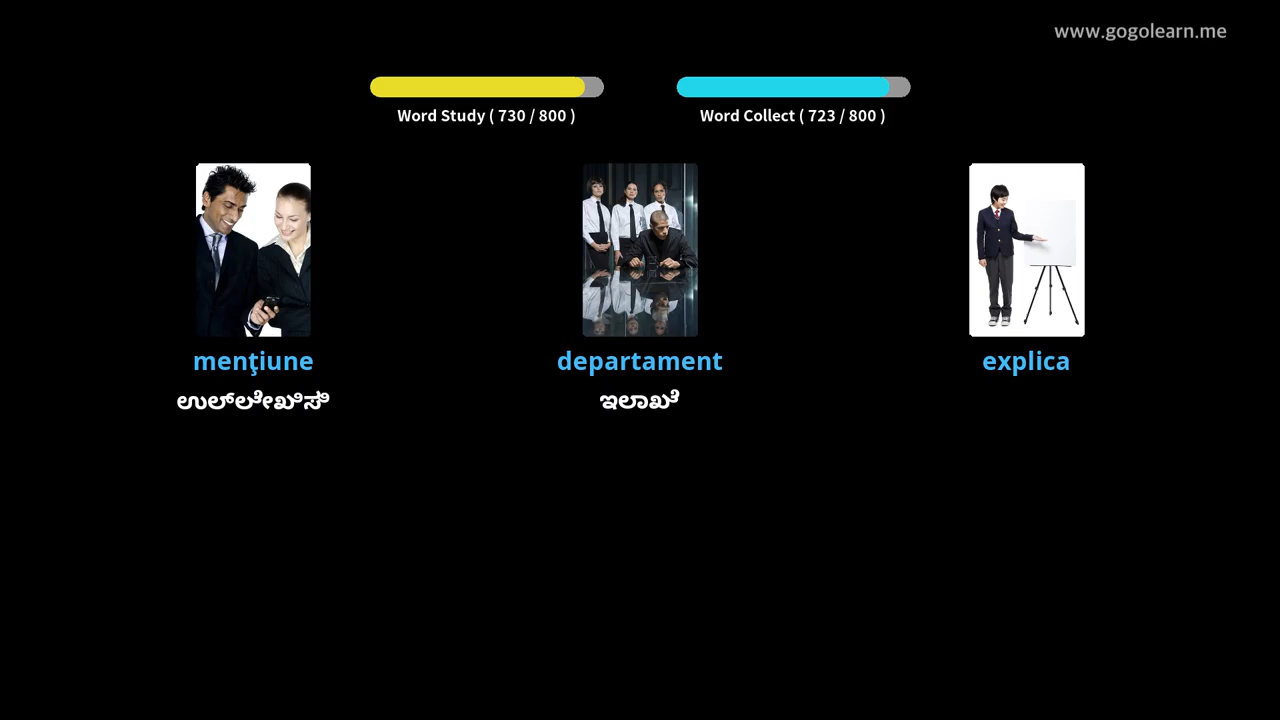 www.gogolearn.me
Word Study ( 730 / 800 )
Word Collect ( 723 / 800 )
menţiune
departament
explica
ಉಲ್ಲೇಖಿಸಿ
ಇಲಾಖೆ